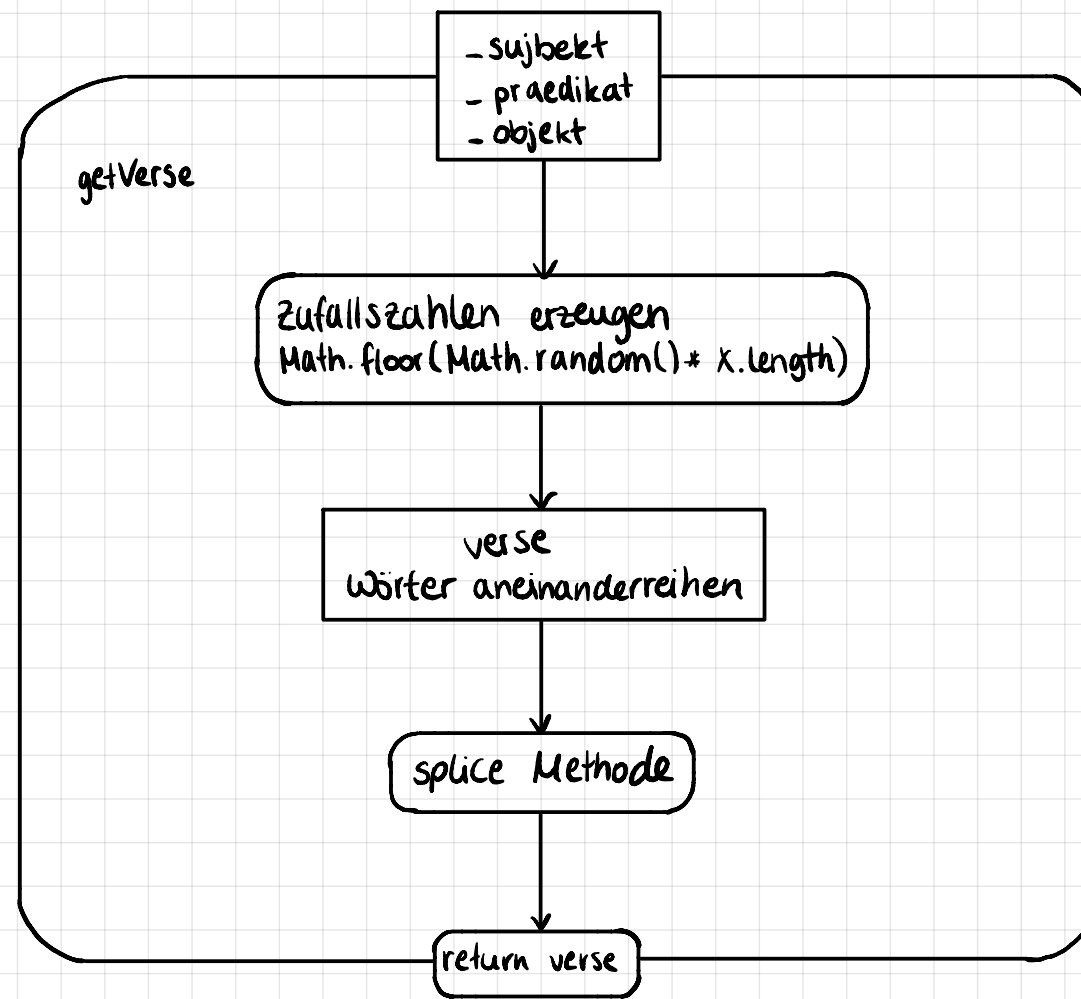 _sujbekt
_praedikat
_objekt
getVerse
Zufallszahlen erzeugen
Math.floor(Math.random()* X.length)
verse
Wörter aneinanderreihen
splice Methode
return verse